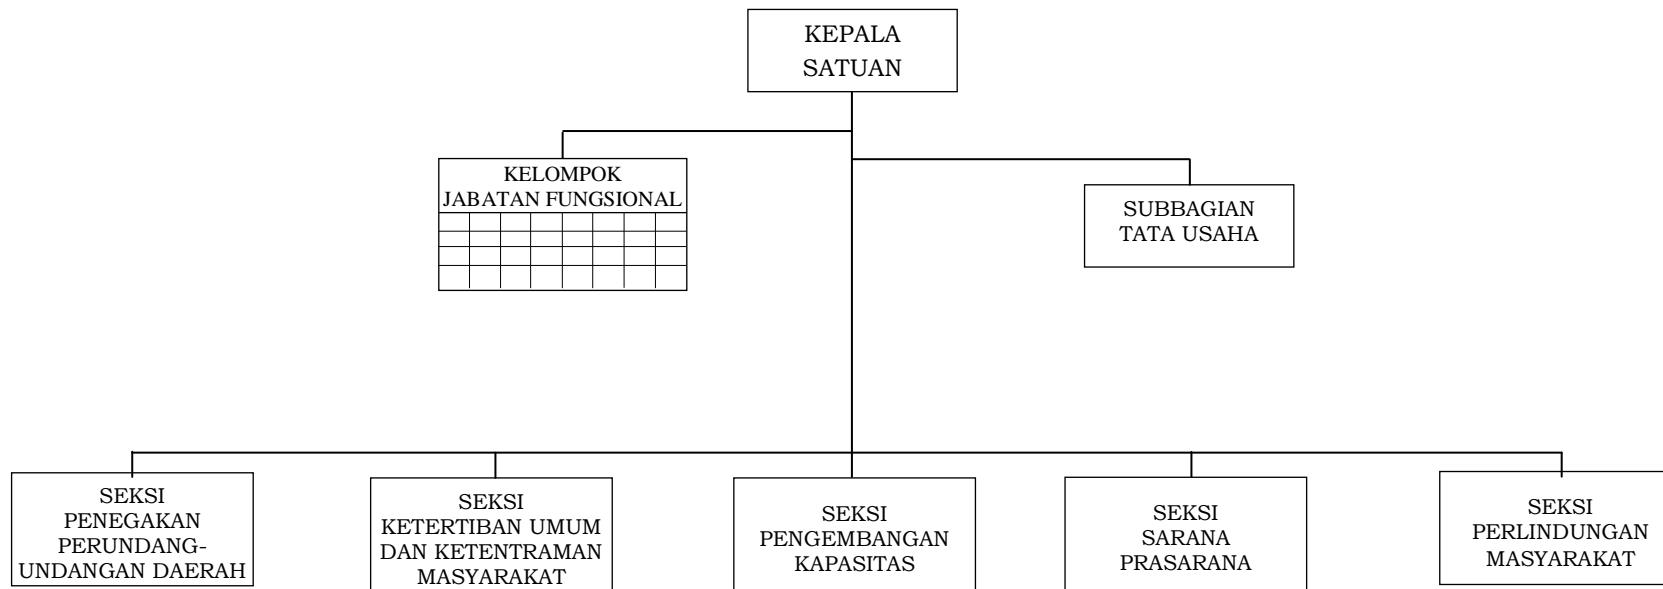 KEPALA
SATUAN
KELOMPOK
JABATAN FUNGSIONAL
SUBBAGIAN
TATA USAHA
SEKSI
PENEGAKAN
PERUNDANG-
UNDANGAN DAERAH
SEKSI
KETERTIBAN UMUM
DAN KETENTRAMAN
MASYARAKAT
SEKSI
PENGEMBANGAN
KAPASITAS
SEKSI
SARANA
PRASARANA
SEKSI
PERLINDUNGAN
MASYARAKAT